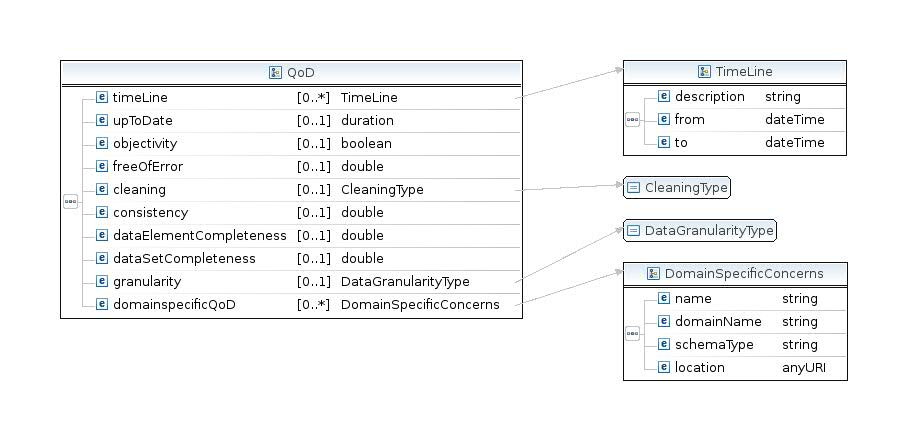 QoD
timeLine [0..*] TimeLine
upToDate [0..1] duration
objectivity [0..1] boolean
freeOfError [0..1] double
cleaning [0..1] CleaningType
consistency [0..1] double
dataElementCompleteness [0..1] double
dataSetCompleteness [0..1] double
granularity [0..1] DataGranularityType
domainspecificQoD [0..*] DomainSpecificConcerns
TimeLine
description string
from dateTime
to dateTime
CleaningType
DataGranularityType
DomainSpecificConcerns
name string
domainName string
schemaType string
location anyURI